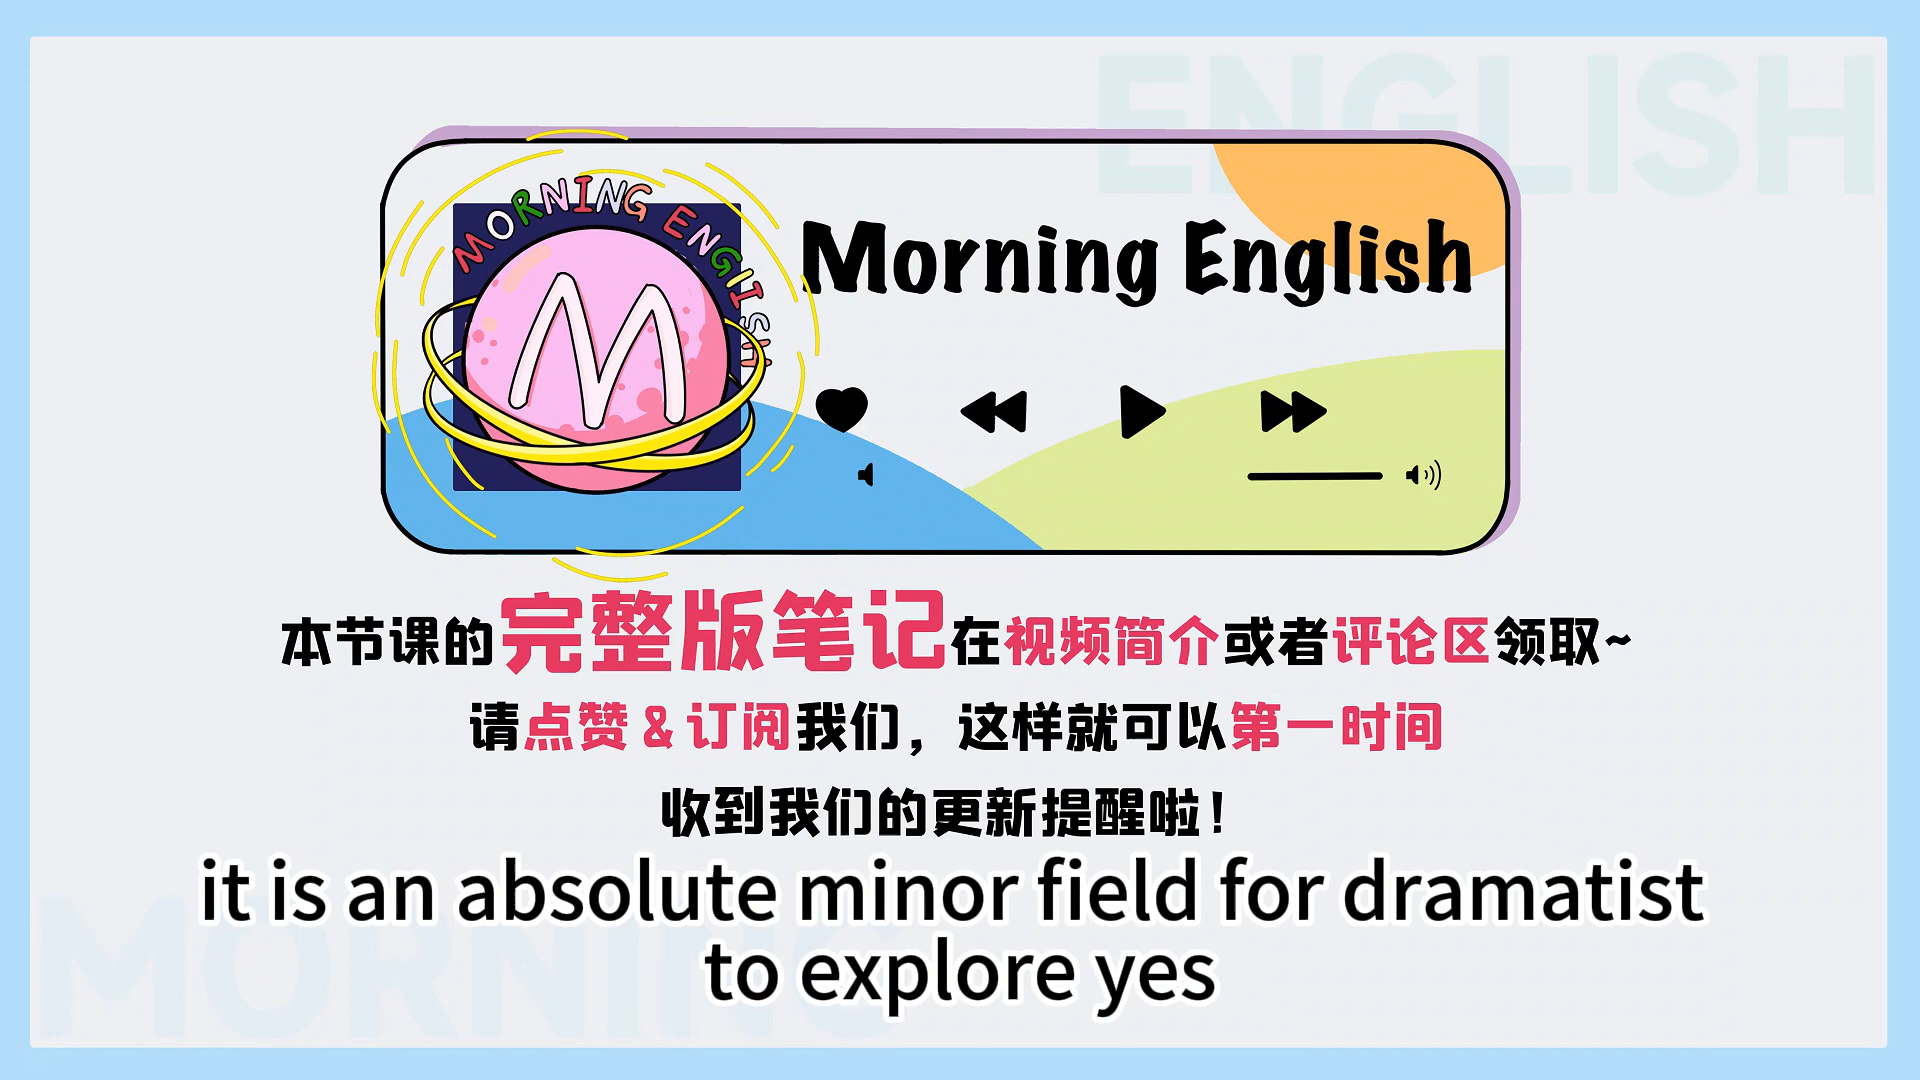 ENGLISH
MORNING ENGLISH
M
Morning English
本节课的完整版笔记在视频简介或者评论区领取~
请点赞&订阅我们，这样就可以第一时间
收到我们的更新提醒啦！
it is an absolute minor field for dramatist
to explore yes
MORNING